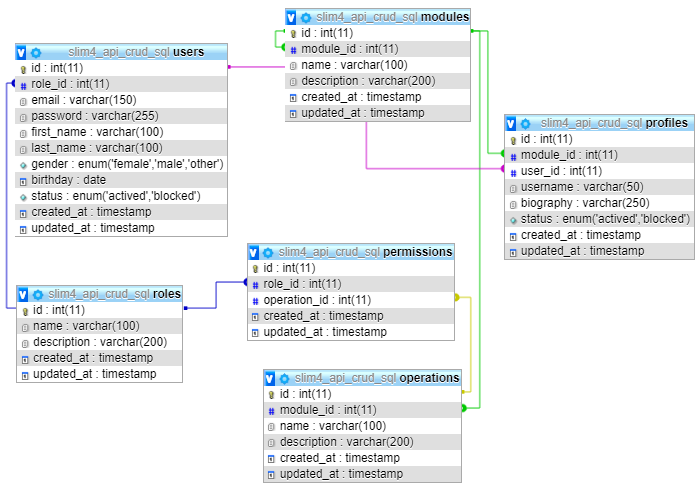 slim4_api_crud_sql modules
id : int(11)
module_id : int(11)
name : varchar(100)
description : varchar(200)
created_at : timestamp
updated_at : timestamp
slim4_api_crud_sql users
id : int(11)
role_id : int(11)
email : varchar(150)
password : varchar(255)
first_name : varchar(100)
last_name : varchar(100)
gender : enum('female','male','other')
birthday : date
status : enum('actived','blocked')
created_at : timestamp
updated_at : timestamp
slim4_api_crud_sql profiles
id : int(11)
module_id : int(11)
user_id : int(11)
username : varchar(50)
biography : varchar(250)
status : enum('actived','blocked')
created_at : timestamp
updated_at : timestamp
slim4_api_crud_sql permissions
id : int(11)
role_id : int(11)
operation_id : int(11)
created_at : timestamp
updated_at : timestamp
slim4_api_crud_sql roles
id : int(11)
name : varchar(100)
description : varchar(200)
created_at : timestamp
updated_at : timestamp
slim4_api_crud_sql operations
id : int(11)
module_id : int(11)
name : varchar(100)
description : varchar(200)
created_at : timestamp
updated_at : timestamp